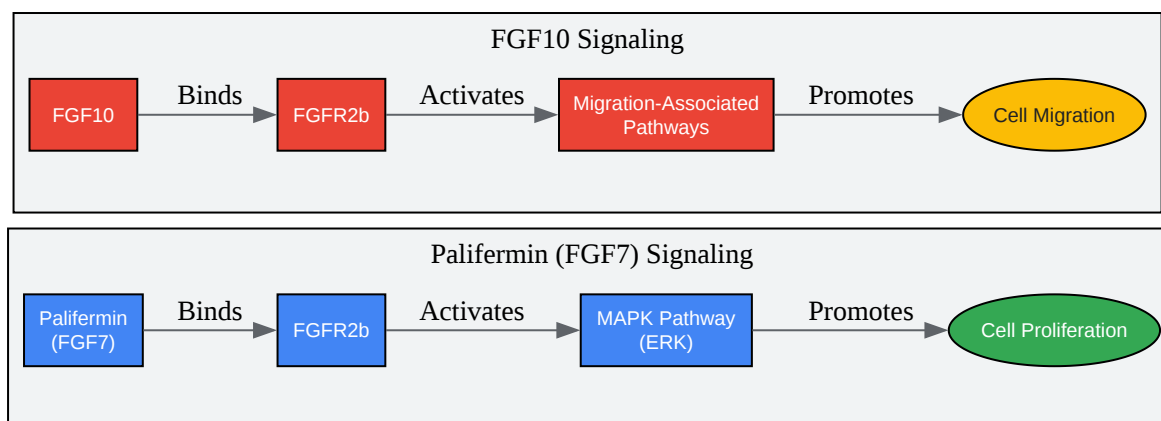 FGF10 Signaling
Binds
Activates
Promotes
FGF10
FGFR2b
Migration-Associated
Pathways
Cell Migration
Palifermin (FGF7) Signaling
Binds
Activates
Promotes
Palifermin
(FGF7)
FGFR2b
MAPK Pathway
(ERK)
Cell Proliferation